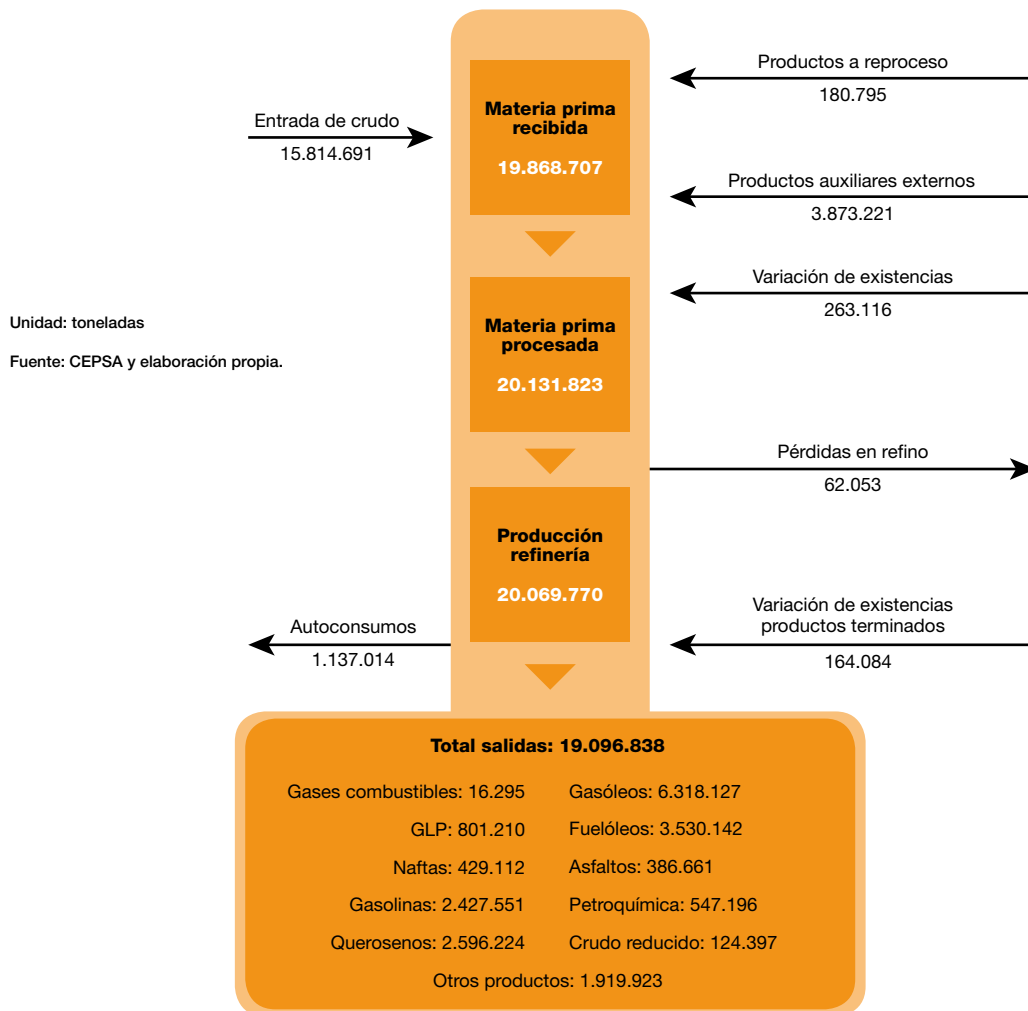 Productos a reproceso
180.795
Materia prima
recibida
19.868.707
Entrada de crudo
15.814.691
Productos auxiliares externos
3.873.221
Variación de existencias
263.116
Unidad: toneladas
Fuente: CEPSA y elaboración propia.
Materia prima
procesada
20.131.823
Pérdidas en refino
62.053
Producción
refinería
20.069.770
Autoconsumos
1.137.014
Variación de existencias
productos terminados
164.084
Total salidas: 19.096.838
Gases combustibles: 16.295
Gasóleos: 6.318.127
GLP: 801.210
Fuelóleos: 3.530.142
Naftas: 429.112
Asfaltos: 386.661
Gasolinas: 2.427.551
Petroquímica: 547.196
Querosenos: 2.596.224
Crudo reducido: 124.397
Otros productos: 1.919.923